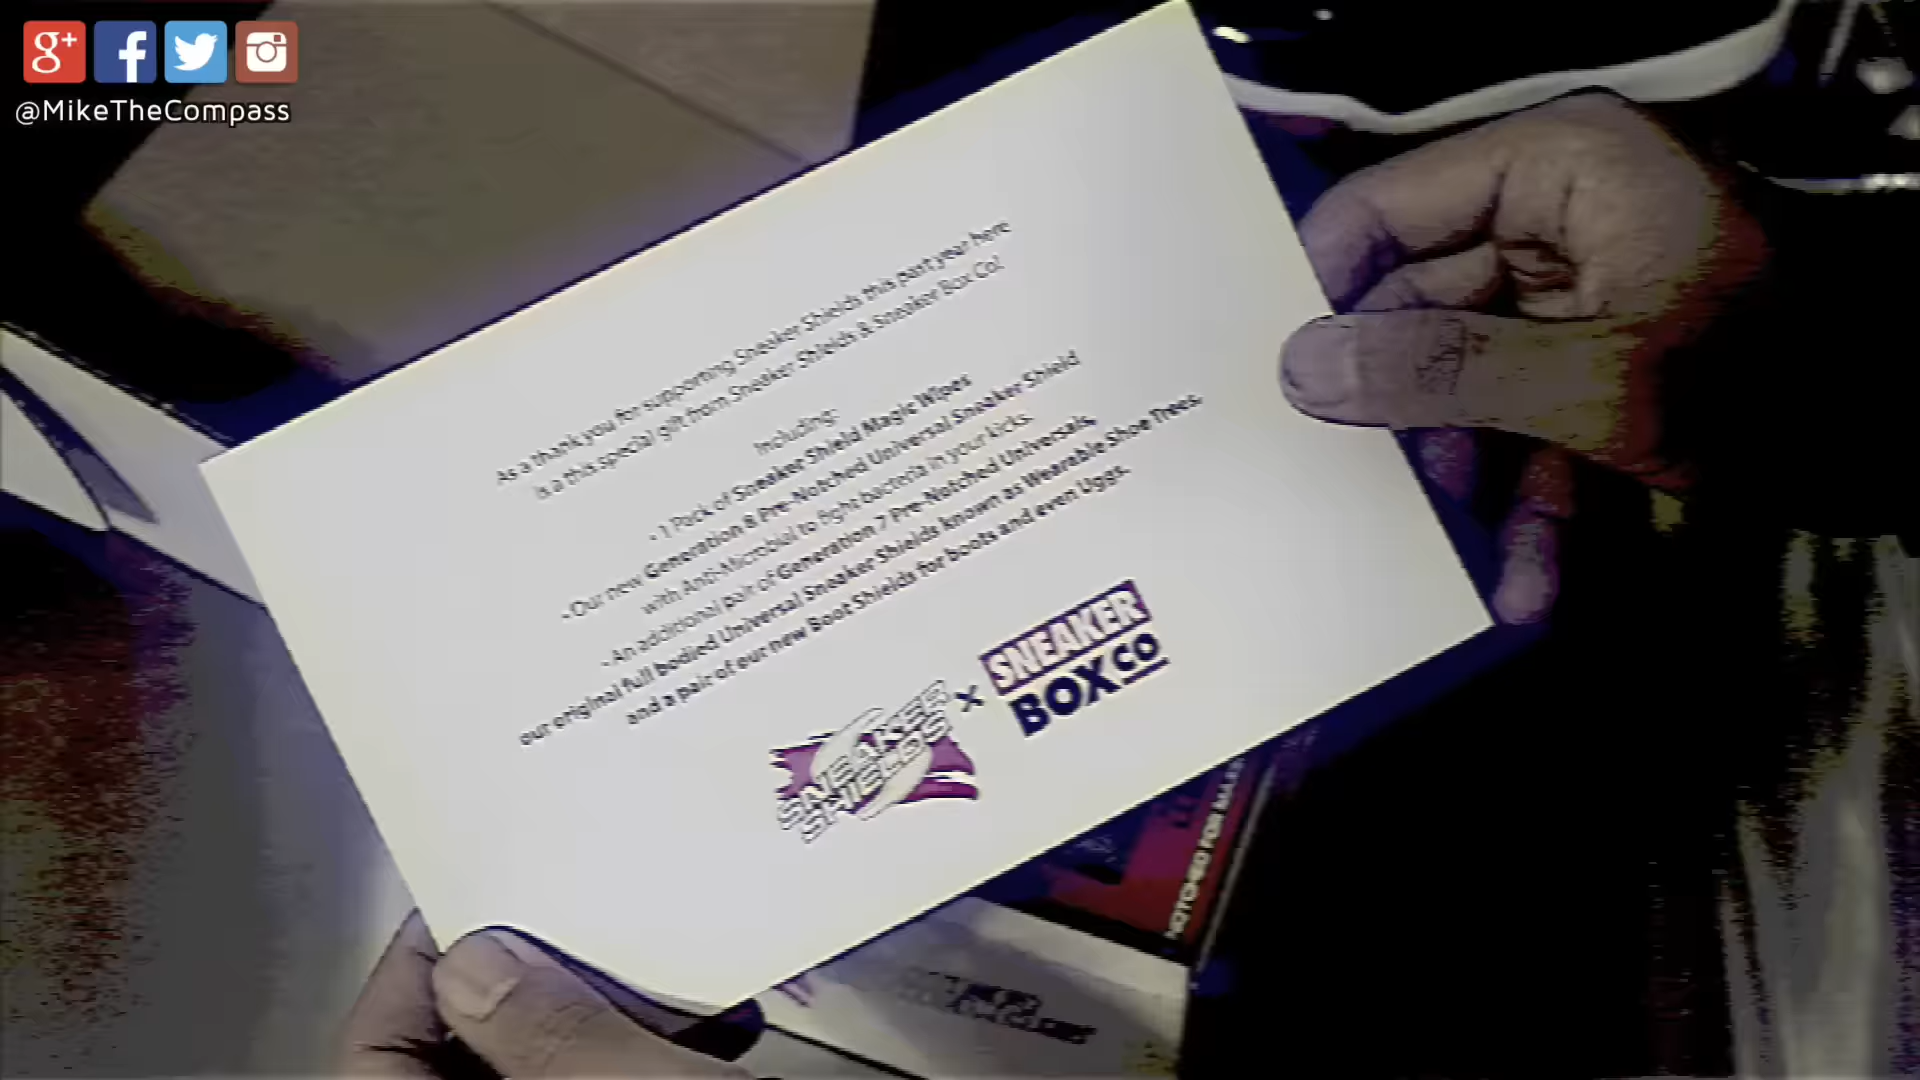 g+ f
@MikeTheCompass
As a thank you for supporting Sneaker Shields this past year here
is a this special gift from Sneaker Shields & Sneaker Box Co!
Including:
- 1 Pack of Sneaker Shield Magic Wipes
- Our new Generation 8 Pre-Notched Universal Sneaker Shield
with Anti-Microbial to fight bacteria in your kicks.
- An additional pair of Generation 7 Pre-Notched Universals,
our original full bodied Universal Sneaker Shields known as Wearable Shoe Trees.
and a pair of our new Boot Shields for boots and even Uggs.
SNEAKER
SHIELDS
x
SNEAKER
BOX CO
NOTCHED FOR